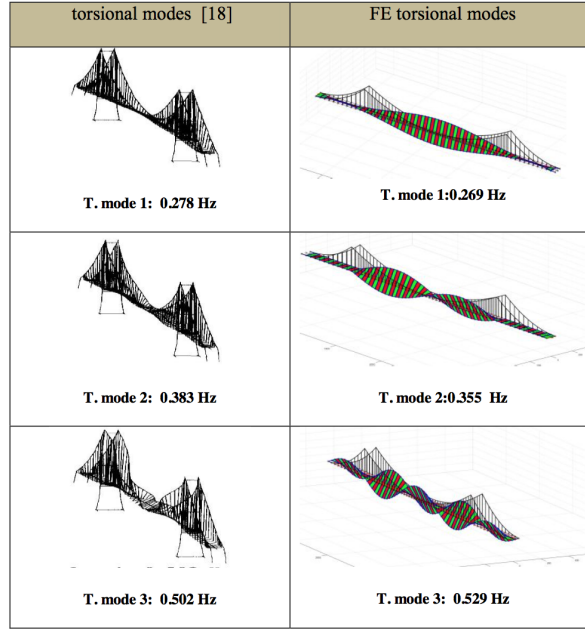 torsional modes [18]
FE torsional modes
T. mode 1: 0.278 Hz
T. mode 1:0.269 Hz
T. mode 2: 0.383 Hz
T. mode 2:0.355 Hz
T. mode 3: 0.502 Hz
T. mode 3: 0.529 Hz